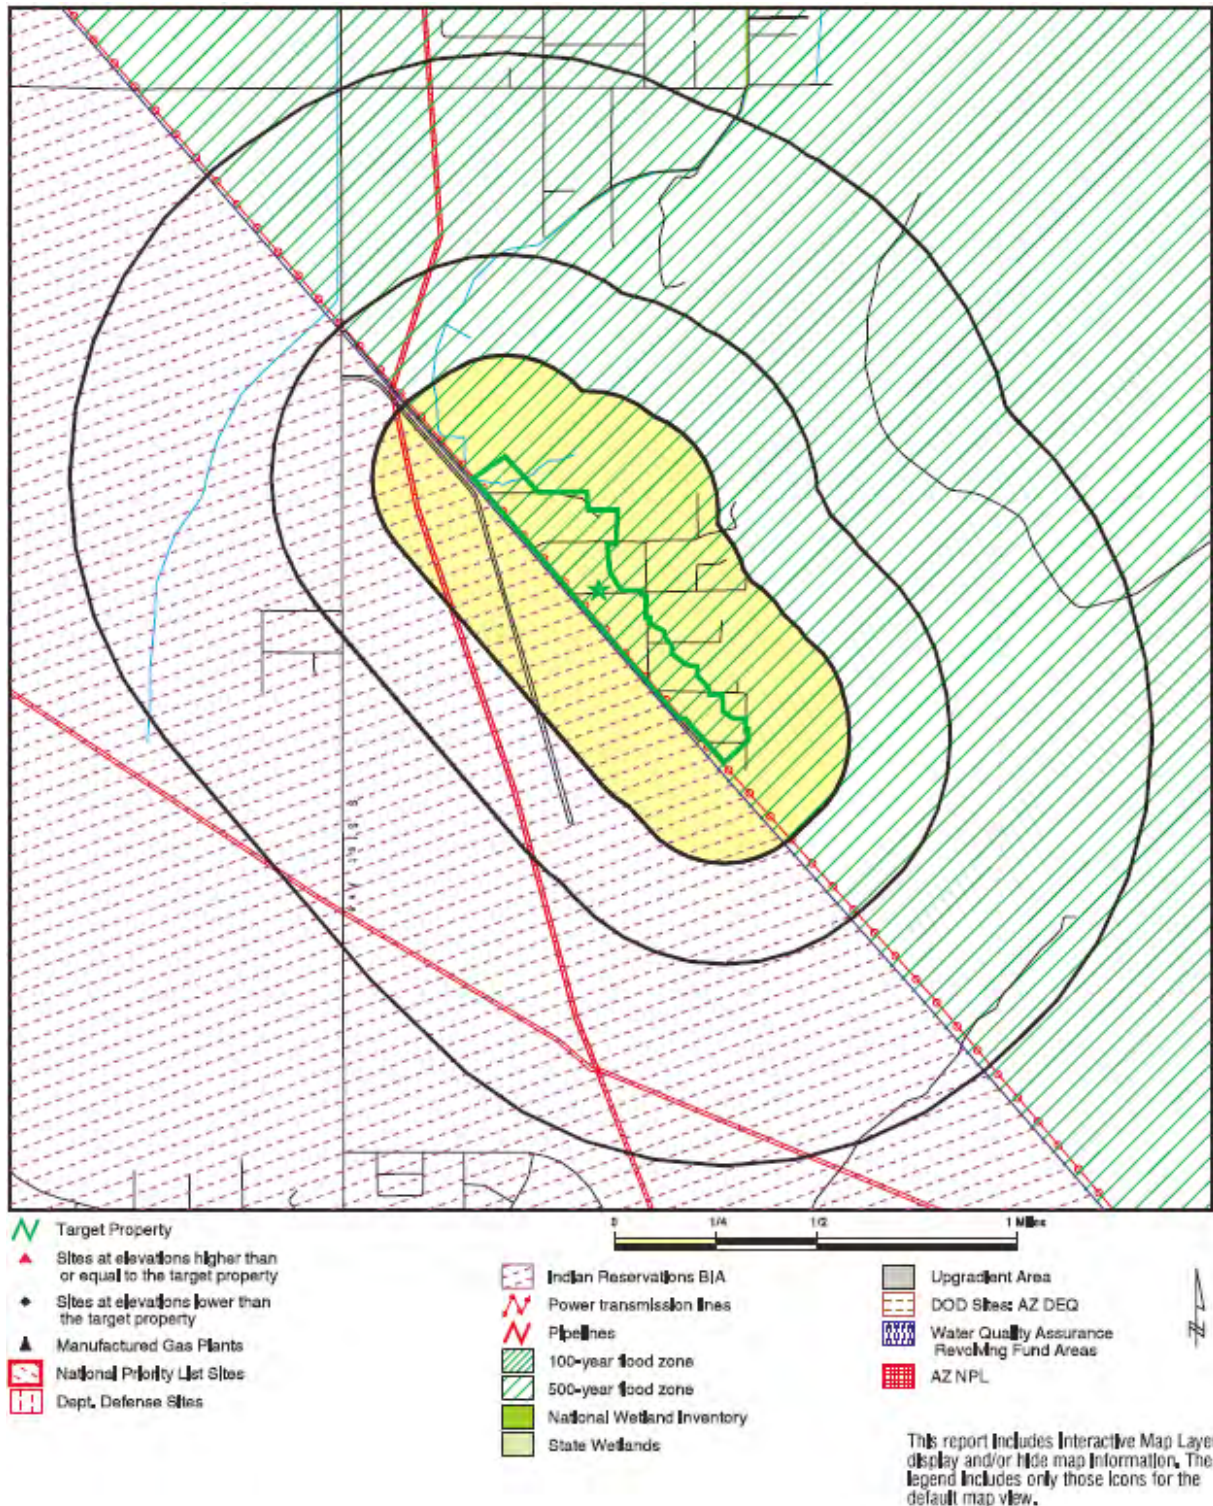 0 1/4 1/2 1 Miles
Target Property
Sites at elevations higher than
or equal to the target property
Sites at elevations lower than
the target property
Manufactured Gas Plants
National Priority List Sites
Dept. Defense Sites
Indian Reservations BIA
Power transmission lines
Pipelines
100-year flood zone
500-year flood zone
National Wetland Inventory
State Wetlands
Upgradient Area
DOD Sites: AZ DEQ
Water Quality Assurance
Revolving Fund Areas
AZ NPL
This report includes Interactive Map Laye
display and/or hide map information. The
legend includes only those icons for the
default map view.